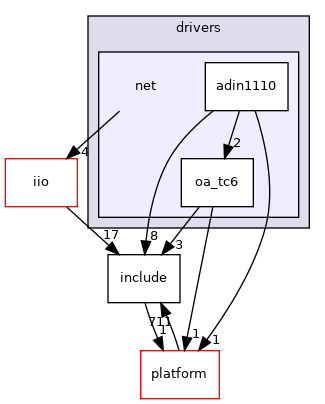 drivers
net
adin1110
4
2
iio
oa_tc6
17
8
3
include
711
1
1
1
platform